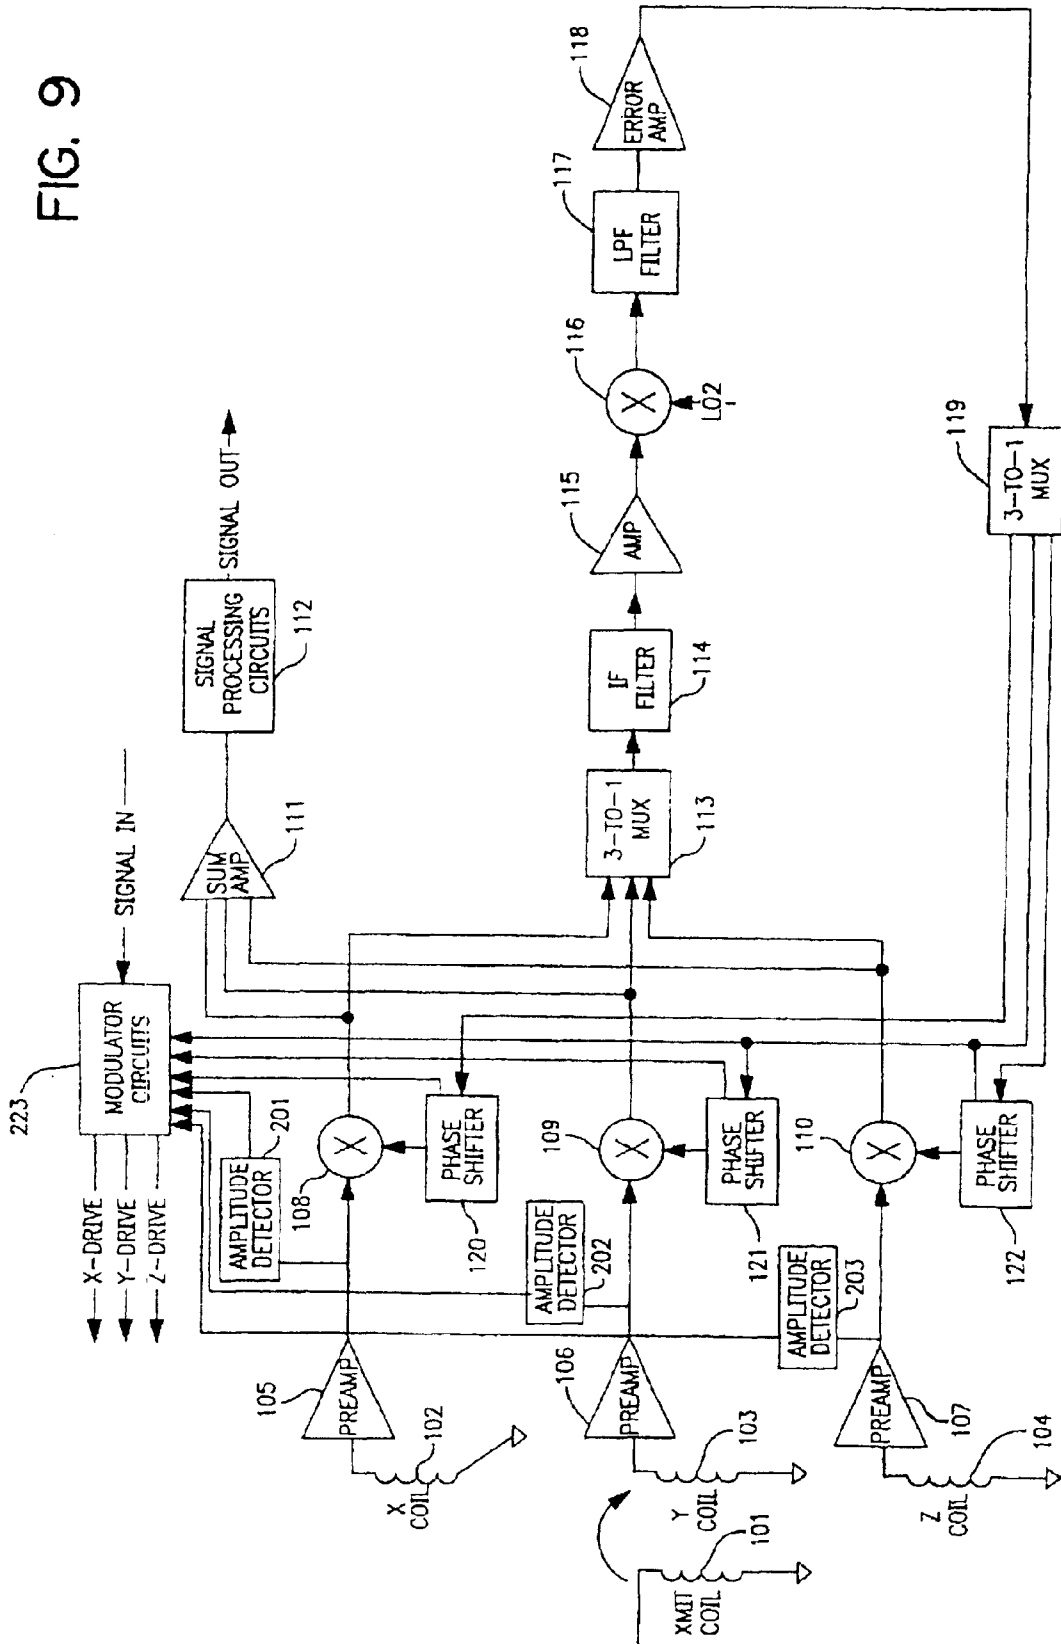 FIG. 9
223
MODULATOR
CIRCUITS
SIGNAL IN
X-DRIVE
Y-DRIVE
Z-DRIVE
SUM
AMP
111
SIGNAL
PROCESSING
CIRCUITS
112
SIGNAL OUT
AMPLITUDE
DETECTOR
201
X
COIL
102
PREAMP
105
X
108
PHASE
SHIFTER
120
XMIT
COIL
101
Y
COIL
103
PREAMP
106
AMPLITUDE
DETECTOR
202
X
109
PHASE
SHIFTER
121
3-TO-1
MUX
113
IF
FILTER
114
AMP
115
X
116
LO2
LPF
FILTER
117
ERROR
AMP
118
Z
COIL
104
PREAMP
107
AMPLITUDE
DETECTOR
203
X
110
PHASE
SHIFTER
122
3-TO-1
MUX
119